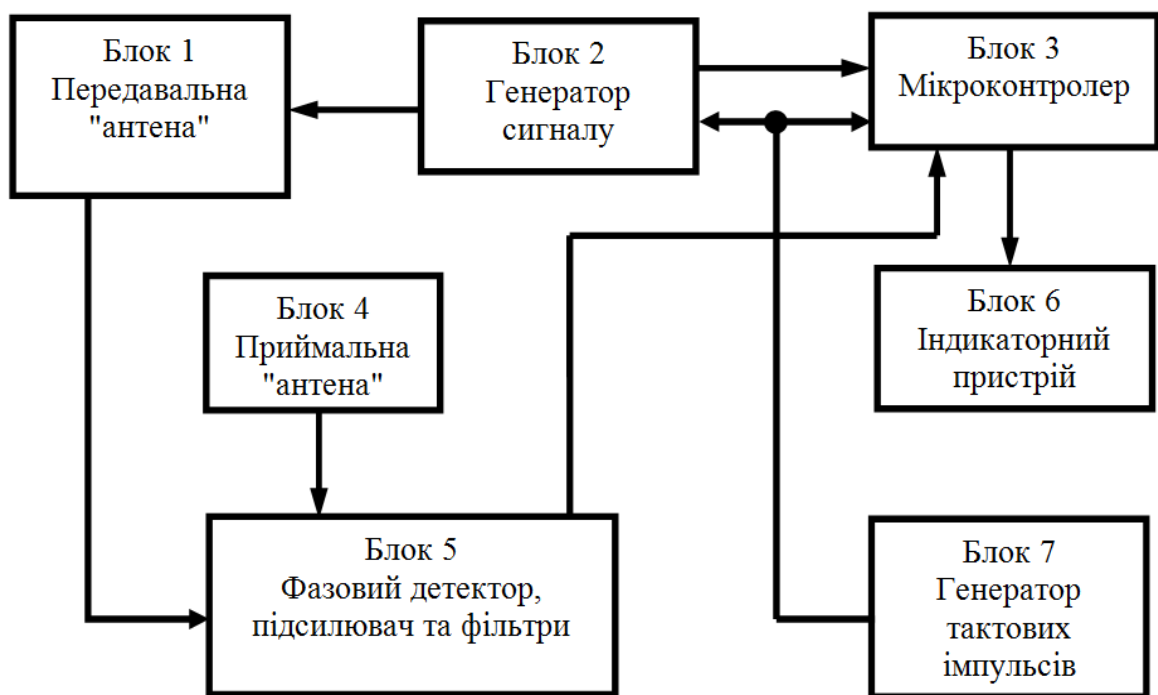 Блок 1
Передавальна
"антена"
Блок 2
Генератор
сигналу
Блок 3
Мікроконтролер
Блок 4
Приймальна
"антена"
Блок 6
Індикаторний
пристрій
Блок 5
Фазовий детектор,
підсилювач та фільтри
Блок 7
Генератор
тактових
імпульсів